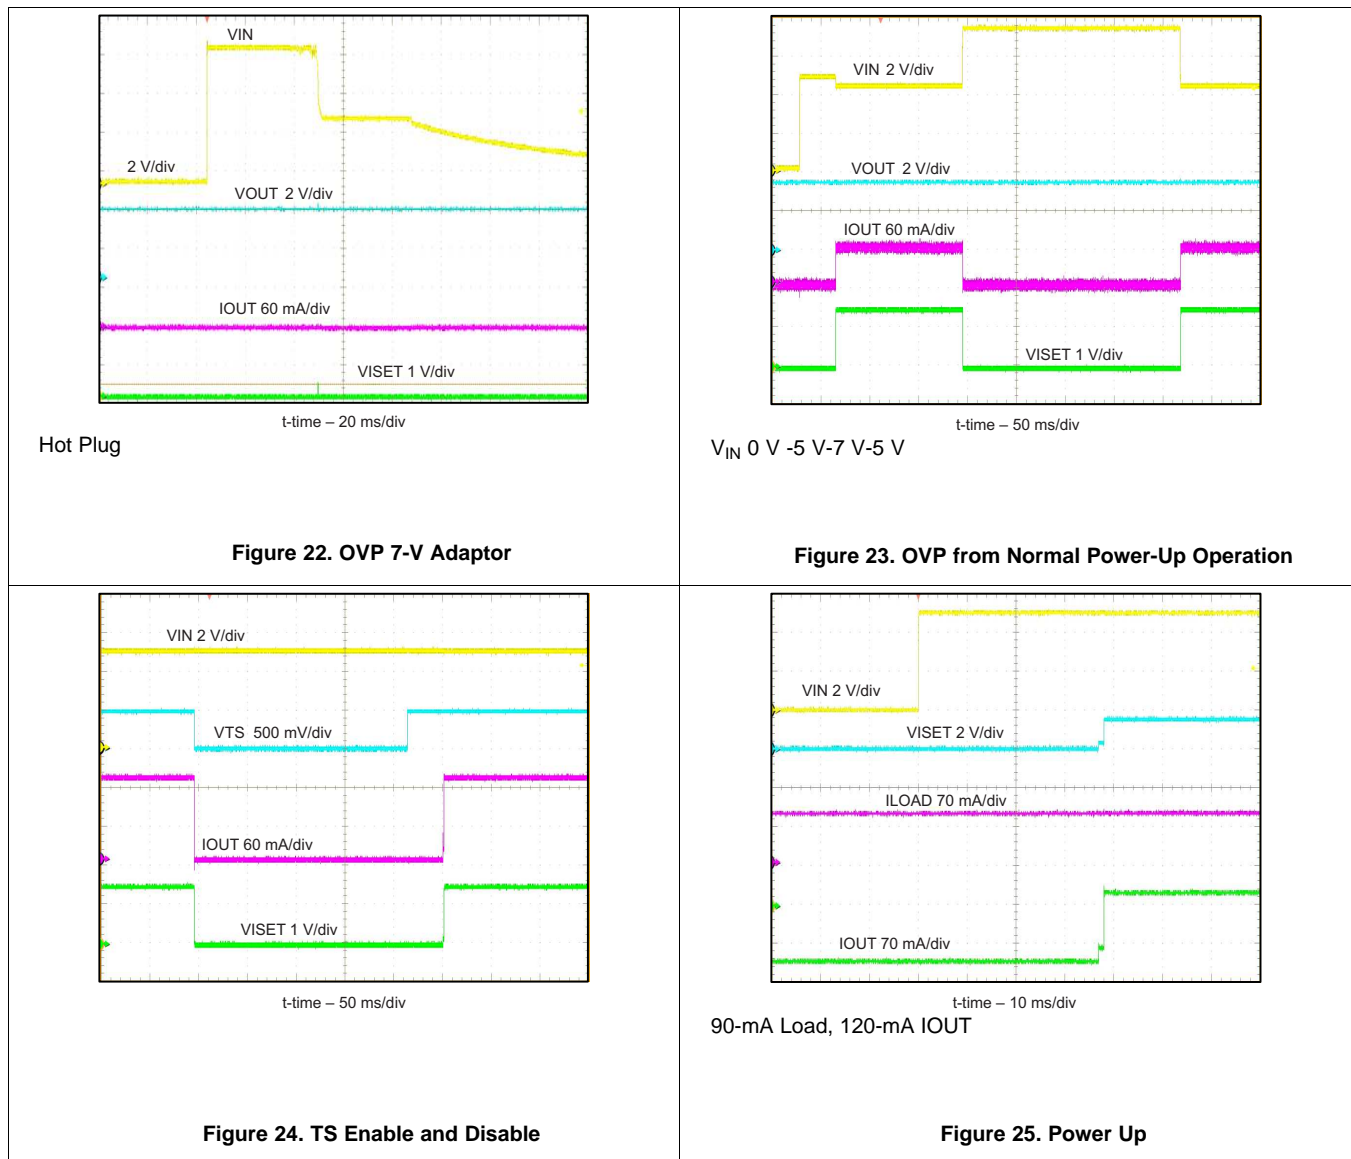 VIN
2 V/div
VOUT 2 V/div
IOUT 60 mA/div
VISET 1 V/div
t-time – 20 ms/div
Hot Plug
Figure 22. OVP 7-V Adaptor
VIN 2 V/div
VOUT 2 V/div
IOUT 60 mA/div
VISET 1 V/div
t-time – 50 ms/div
VIN 0 V -5 V-7 V-5 V
Figure 23. OVP from Normal Power-Up Operation
VIN 2 V/div
VTS 500 mV/div
IOUT 60 mA/div
VISET 1 V/div
t-time – 50 ms/div
Figure 24. TS Enable and Disable
VIN 2 V/div
VISET 2 V/div
ILOAD 70 mA/div
IOUT 70 mA/div
t-time – 10 ms/div
90-mA Load, 120-mA IOUT
Figure 25. Power Up